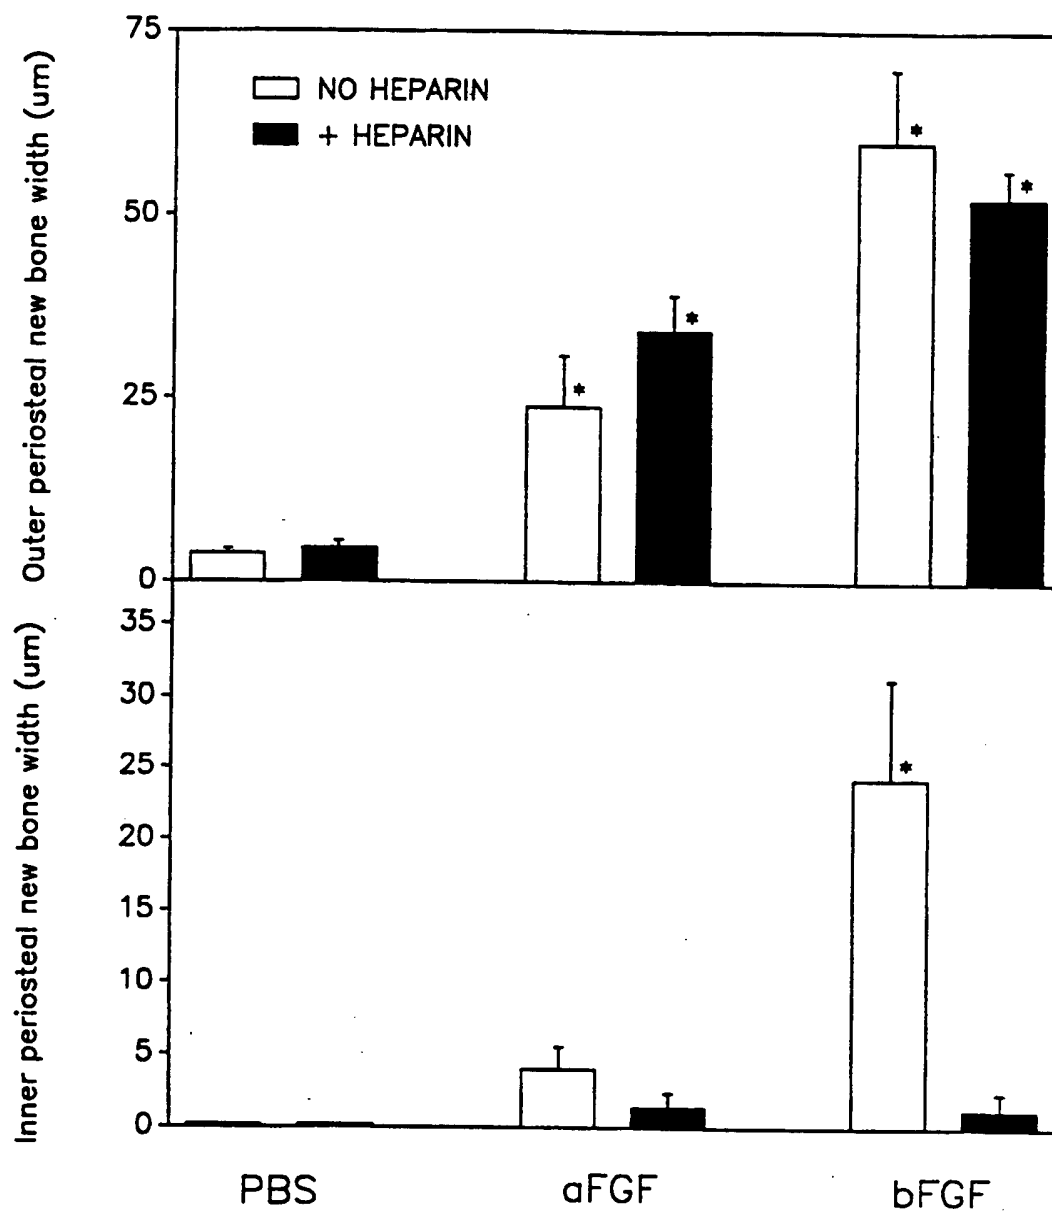 Outer periosteal new bone width (um)
75
50
25
0
NO HEPARIN
+ HEPARIN
*
*
*
*
Inner periosteal new bone width (um)
35
30
25
20
15
10
5
0
*
PBS
aFGF
bFGF